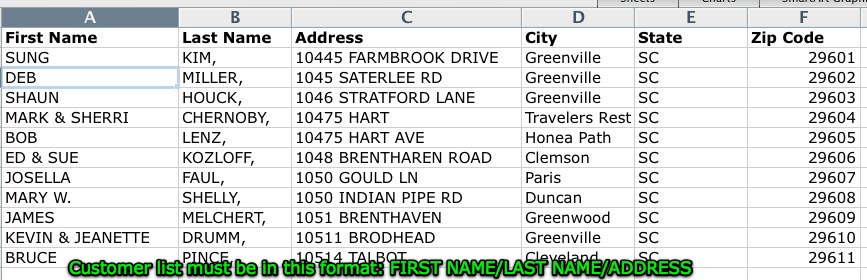 Sheets Charts SmartArt Graphi
A B C D E F
First Name Last Name Address City State Zip Code
SUNG KIM, 10445 FARMBROOK DRIVE Greenville SC 29601
DEB MILLER, 1045 SATERLEE RD Greenville SC 29602
SHAUN HOUCK, 1046 STRATFORD LANE Greenville SC 29603
MARK & SHERRI CHERNOBY, 10475 HART Travelers Rest SC 29604
BOB LENZ, 10475 HART AVE Honea Path SC 29605
ED & SUE KOZLOFF, 1048 BRENTHAREN ROAD Clemson SC 29606
JOSELLA FAUL, 1050 GOULD LN Paris SC 29607
MARY W. SHELLY, 1050 INDIAN PIPE RD Duncan SC 29608
JAMES MELCHERT, 1051 BRENTHAVEN Greenwood SC 29609
KEVIN & JEANETTE DRUMM, 10511 BRODHEAD Greenville SC 29610
BRUCE PINCE 10514 TALBOT Cleveland SC 29611
Customer list must be in this format: FIRST NAME/LAST NAME/ADDRESS